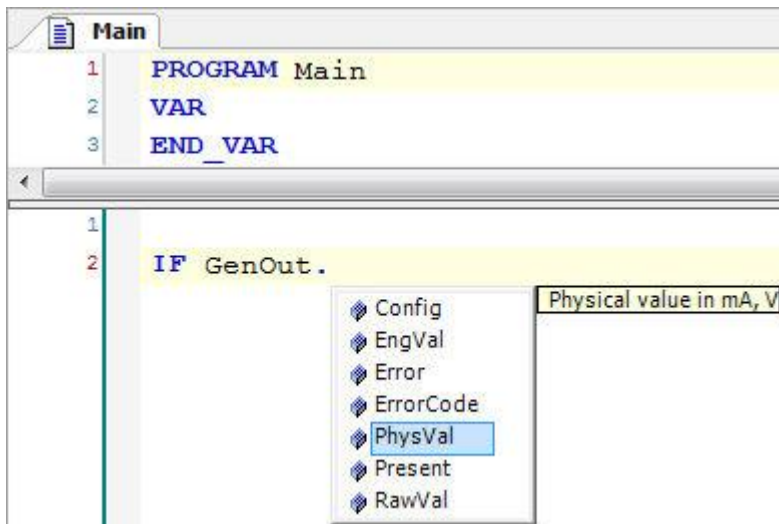 Main
1 PROGRAM Main
2 VAR
3 END_VAR
1
2 IF GenOut.
Config
Physical value in mA, V
EngVal
Error
ErrorCode
PhysVal
Present
RawVal